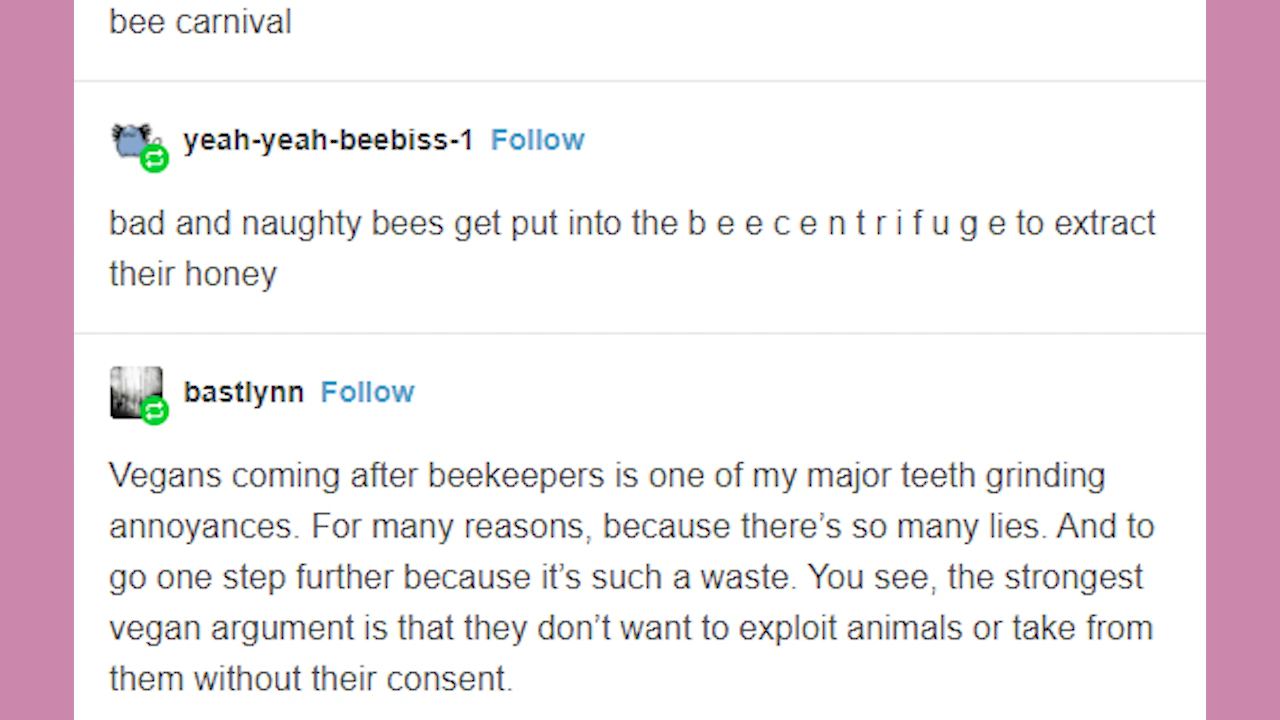 bee carnival
yeah-yeah-beebiss-1 Follow
bad and naughty bees get put into the b e e c e n t r i f u g e to extract
their honey
bastlynn Follow
Vegans coming after beekeepers is one of my major teeth grinding
annoyances. For many reasons, because there’s so many lies. And to
go one step further because it’s such a waste. You see, the strongest
vegan argument is that they don’t want to exploit animals or take from
them without their consent.